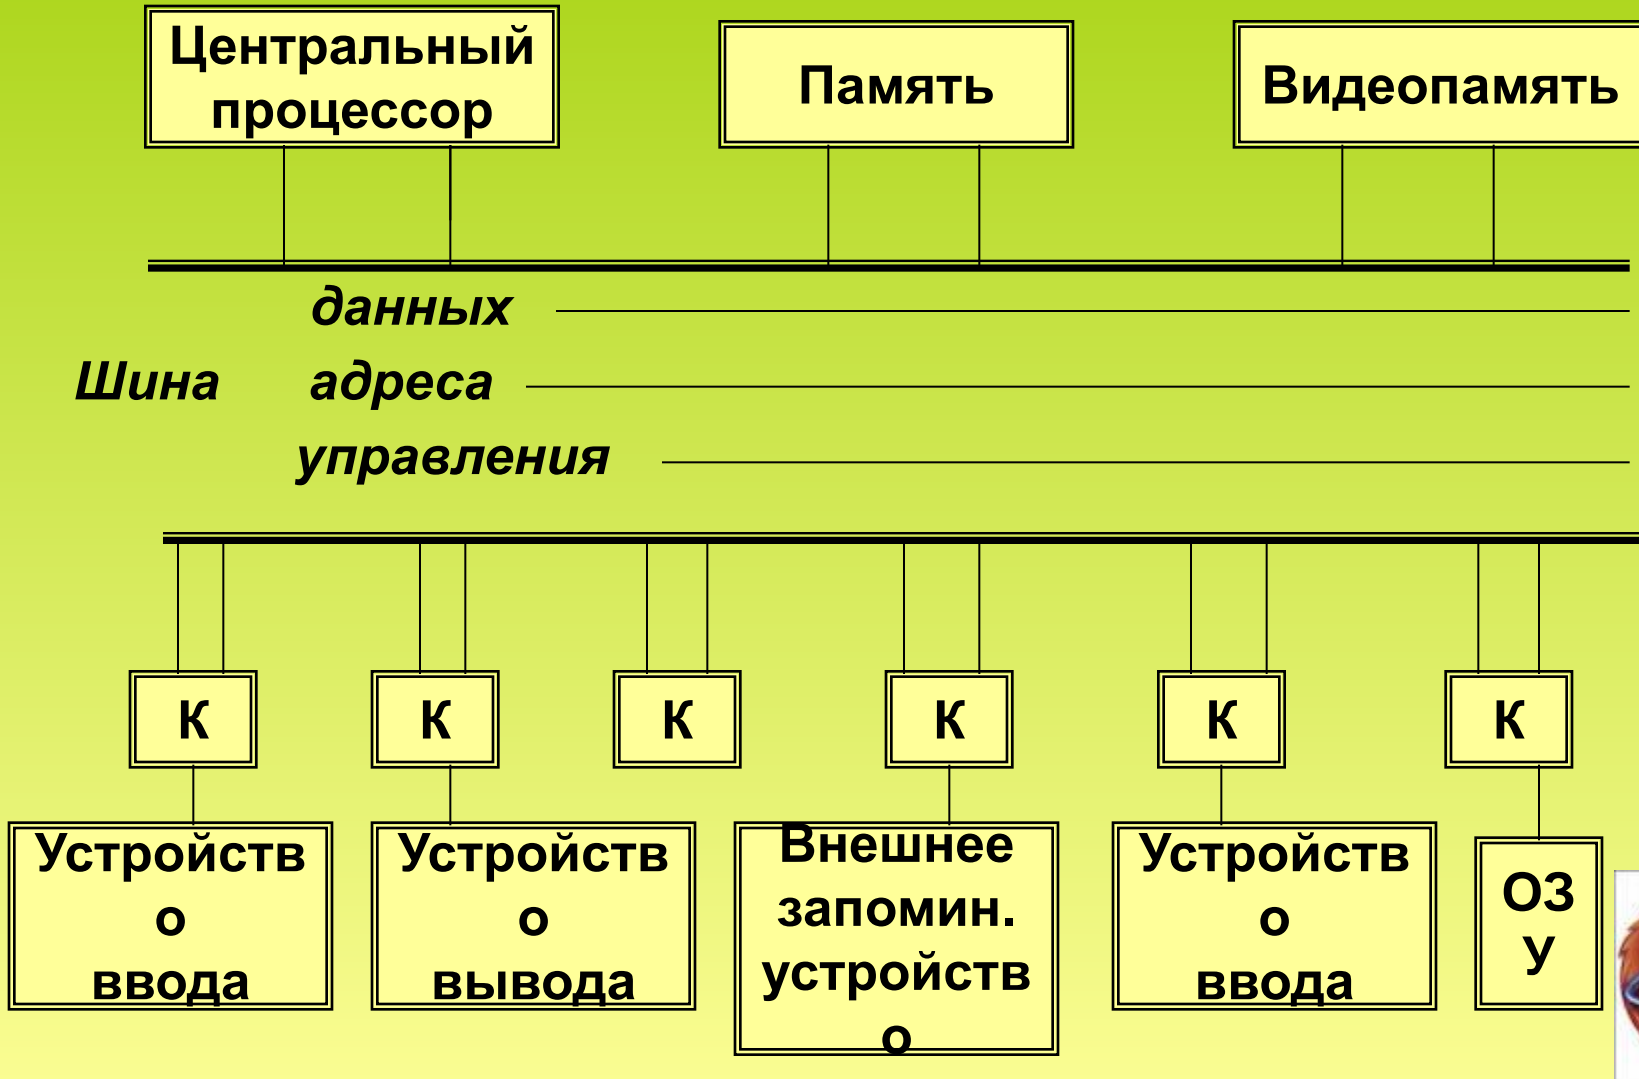 Центральный
процессор
Память
Видеопамять
данных
Шина адреса
управления
К К К К К К
Устройств
о
ввода
Устройств
о
вывода
Внешнее
запомин.
устройств
о
Устройств
о
ввода
ОЗ
У